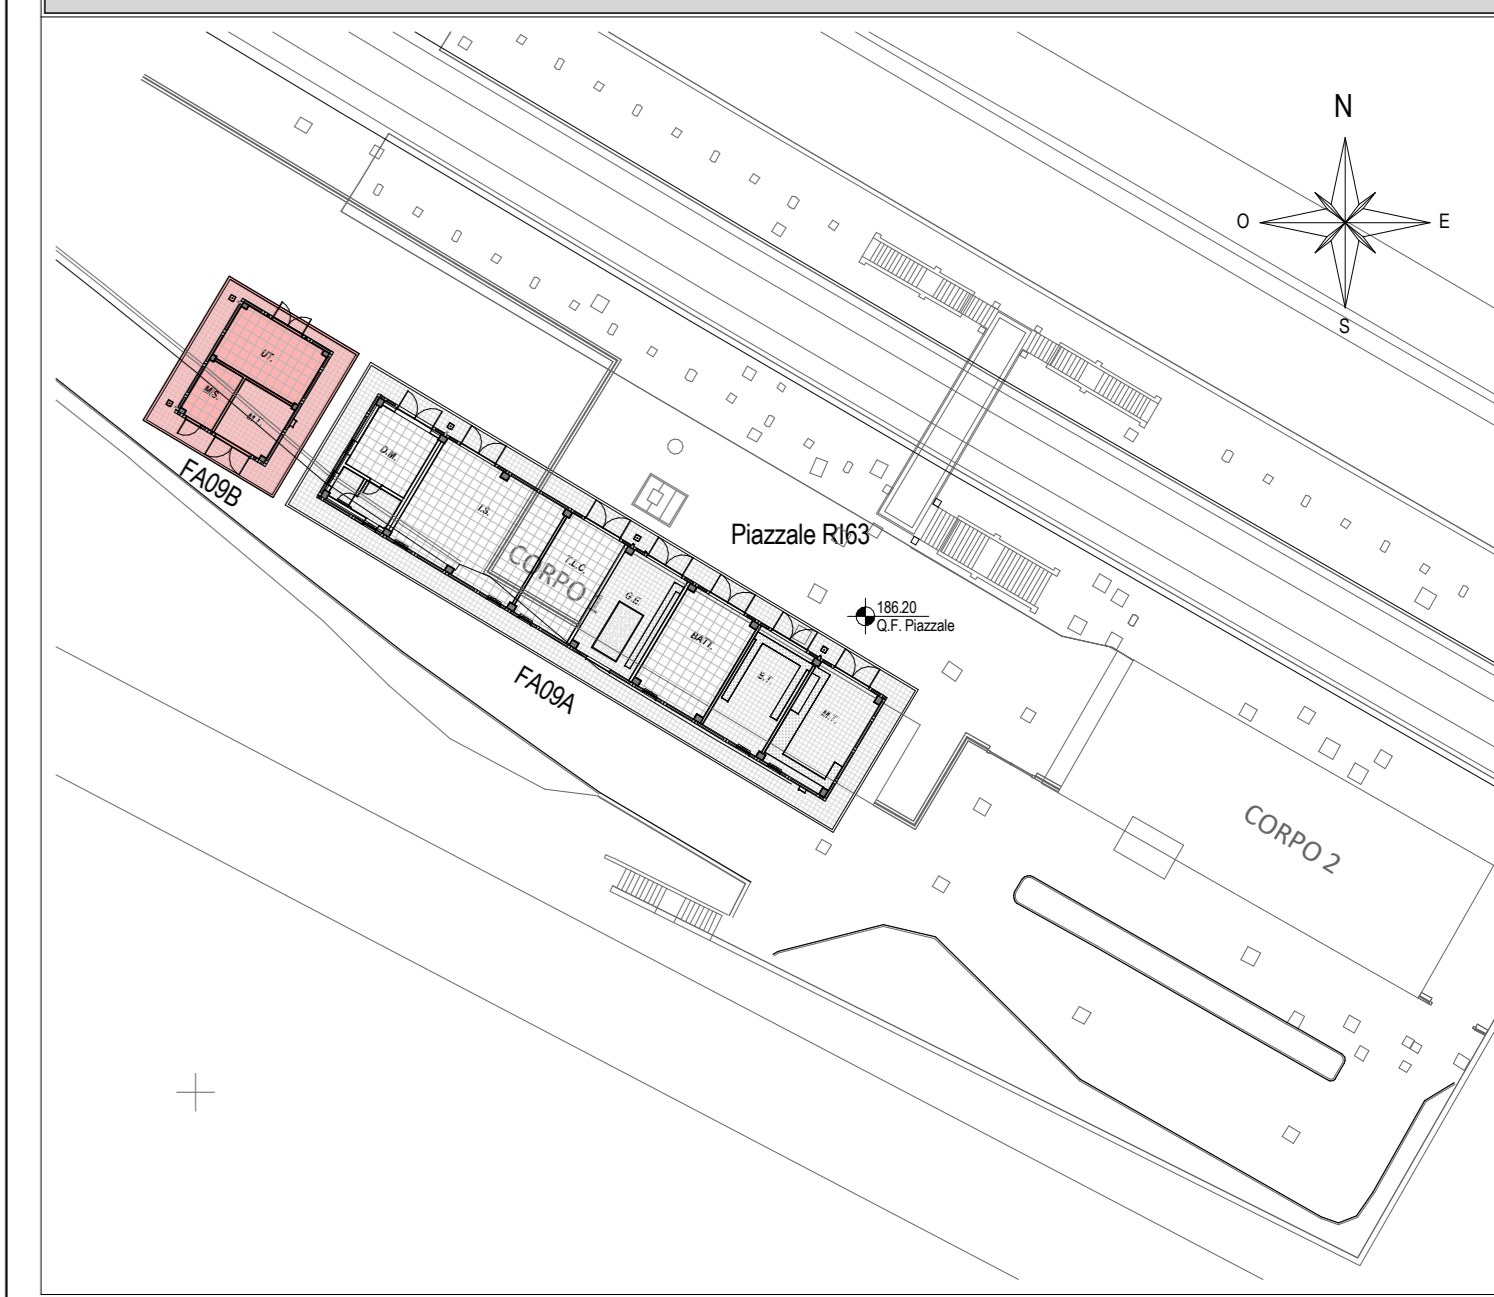 N
O
E
S
UT.
M.S.
M.T.
FA09B
D.M.
I.S.
T.L.C.
CORPO 1
G.E.
BATT.
B.T.
M.T.
FA09A
Piazzale RI63
186.20
Q.F. Piazzale
CORPO 2